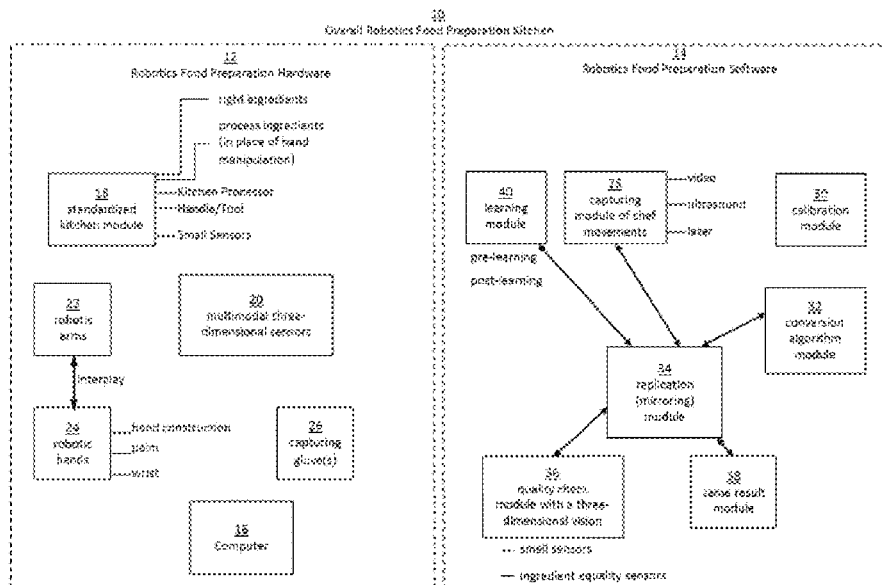 10
Overall Robotics Food Preparation Kitchen
12
Robotics Food Preparation Hardware
right ingredients
process ingredients
(in place of hand
manipulation)
18
standardized
kitchen module
Kitchen Processor
Handle/Tool
Small Sensors
22
robotic
arms
20
multimodal three-
dimensional sensors
interplay
24
robotic
hands
hand construction
palm
wrist
26
capturing
glove(s)
16
Computer
14
Robotics Food Preparation Software
40
learning
module
pre-learning
post-learning
28
capturing
module of chef
movements
video
ultrasound
laser
30
calibration
module
32
conversion
algorithm
module
34
replication
(mirroring)
module
36
quality check
module with a three-
dimensional vision
38
same result
module
small sensors
ingredient equality sensors